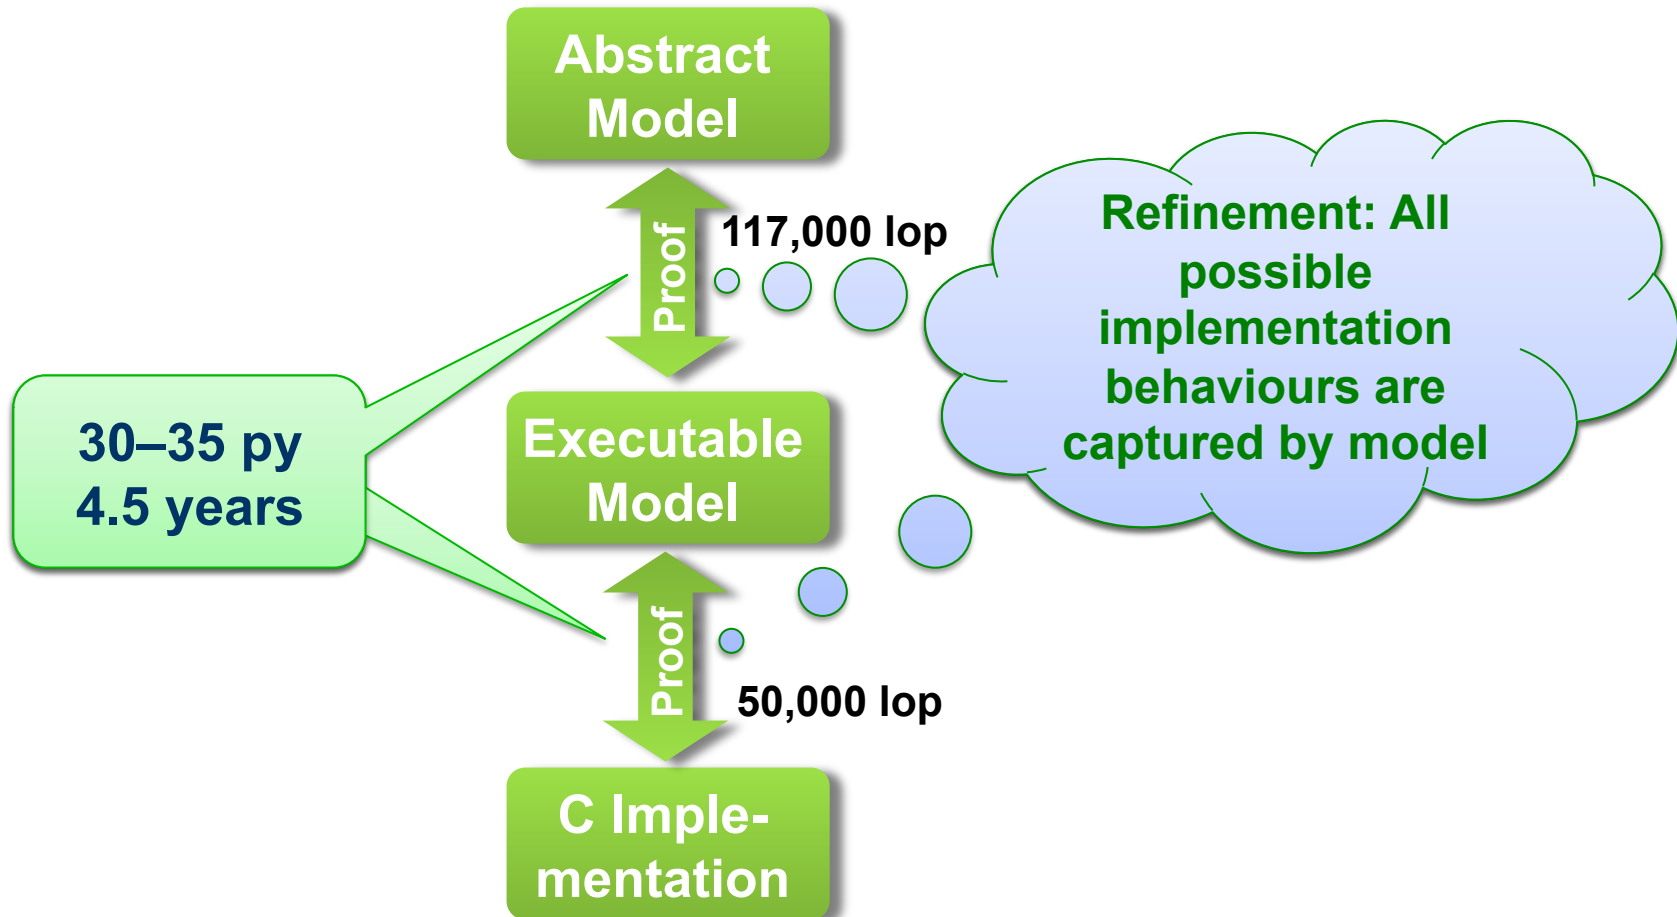 Abstract
Model
Proof
117,000 lop
Refinement: All
possible
implementation
behaviours are
captured by model
30–35 py
4.5 years
Executable
Model
Proof
50,000 lop
C Imple-
mentation